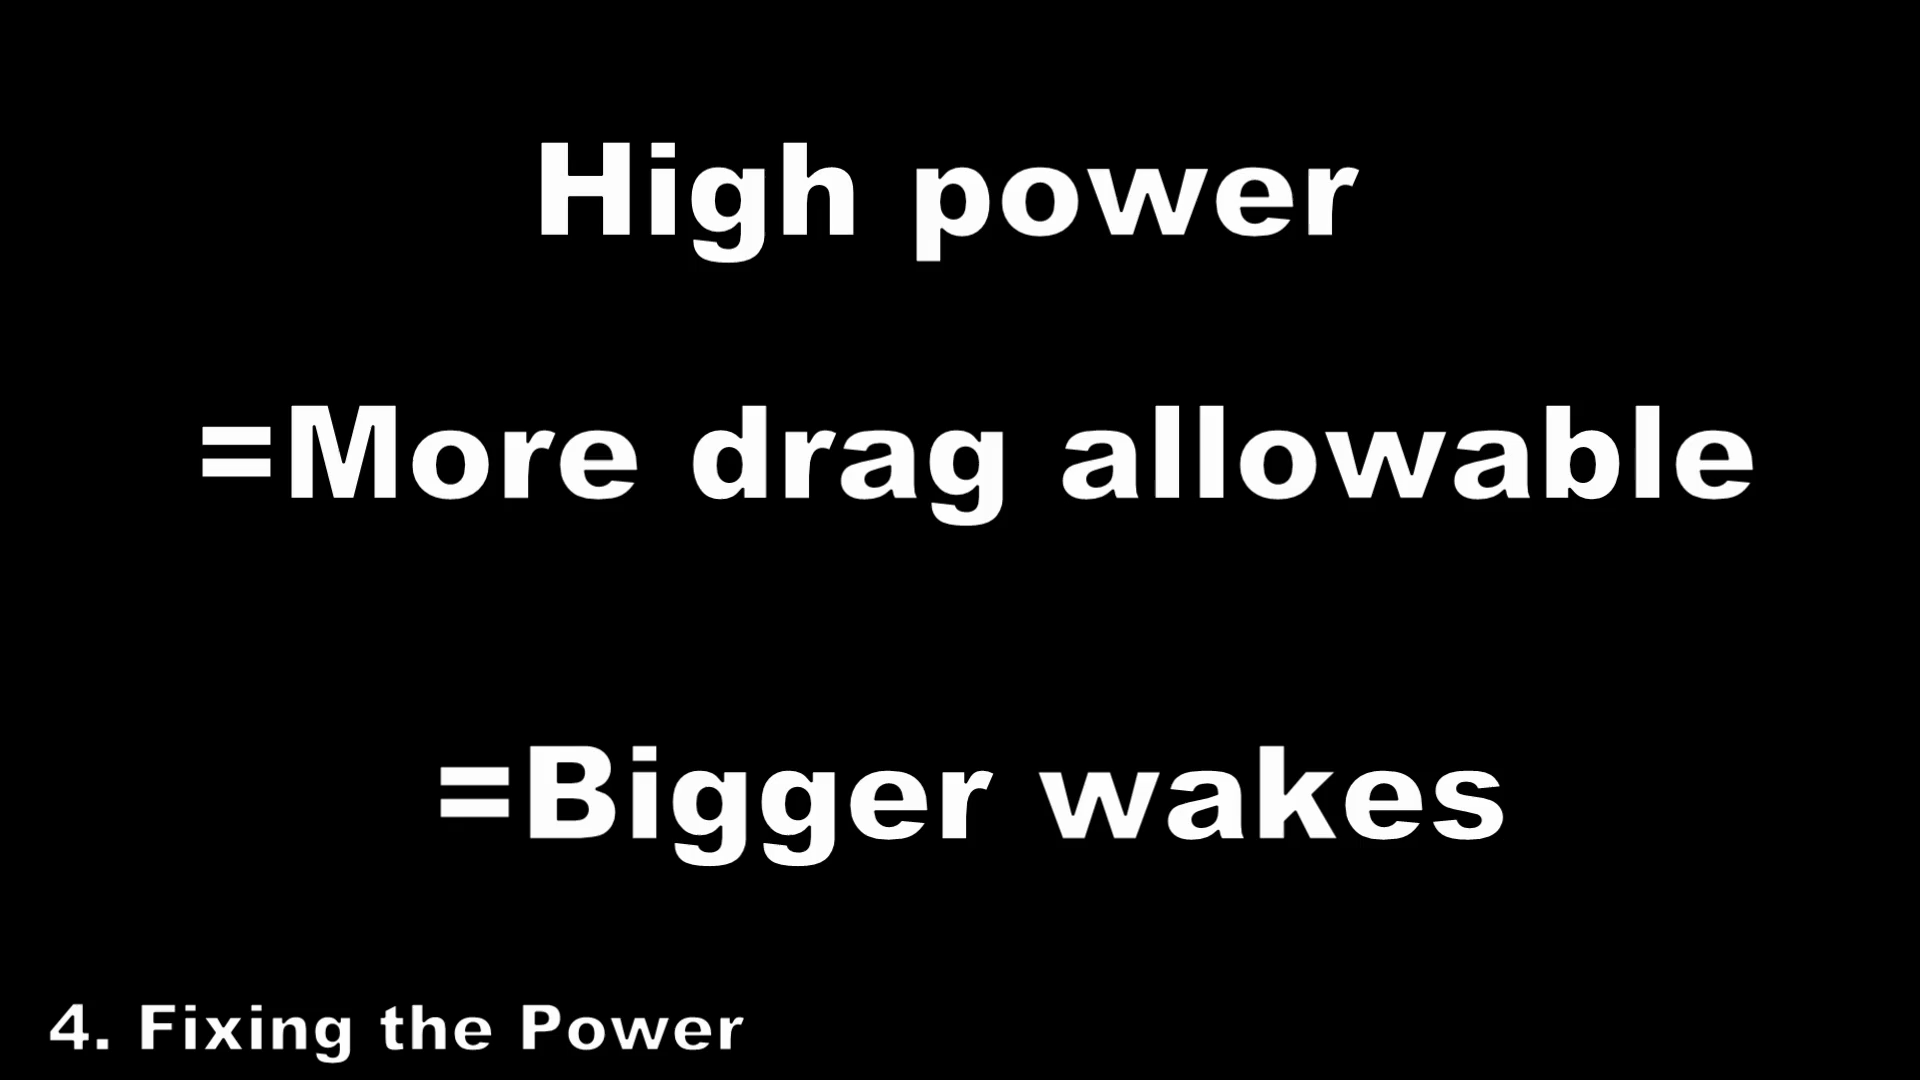 High power
=More drag allowable
=Bigger wakes
4. Fixing the Power